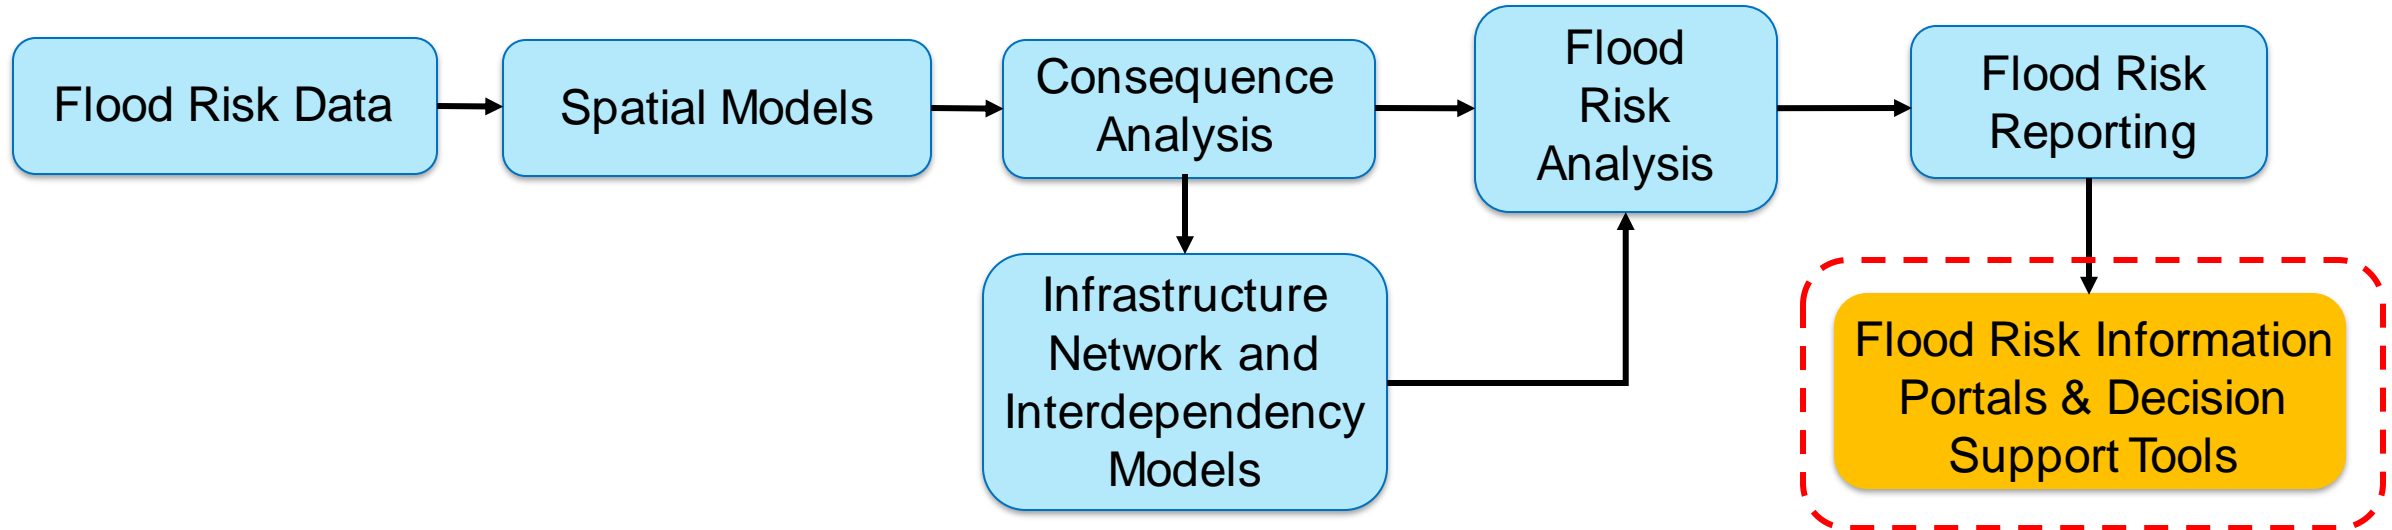 Flood Risk Data
Spatial Models
Consequence
Analysis
Flood
Risk
Analysis
Flood Risk
Reporting
Infrastructure
Network and
Interdependency
Models
Flood Risk Information
Portals & Decision
Support Tools